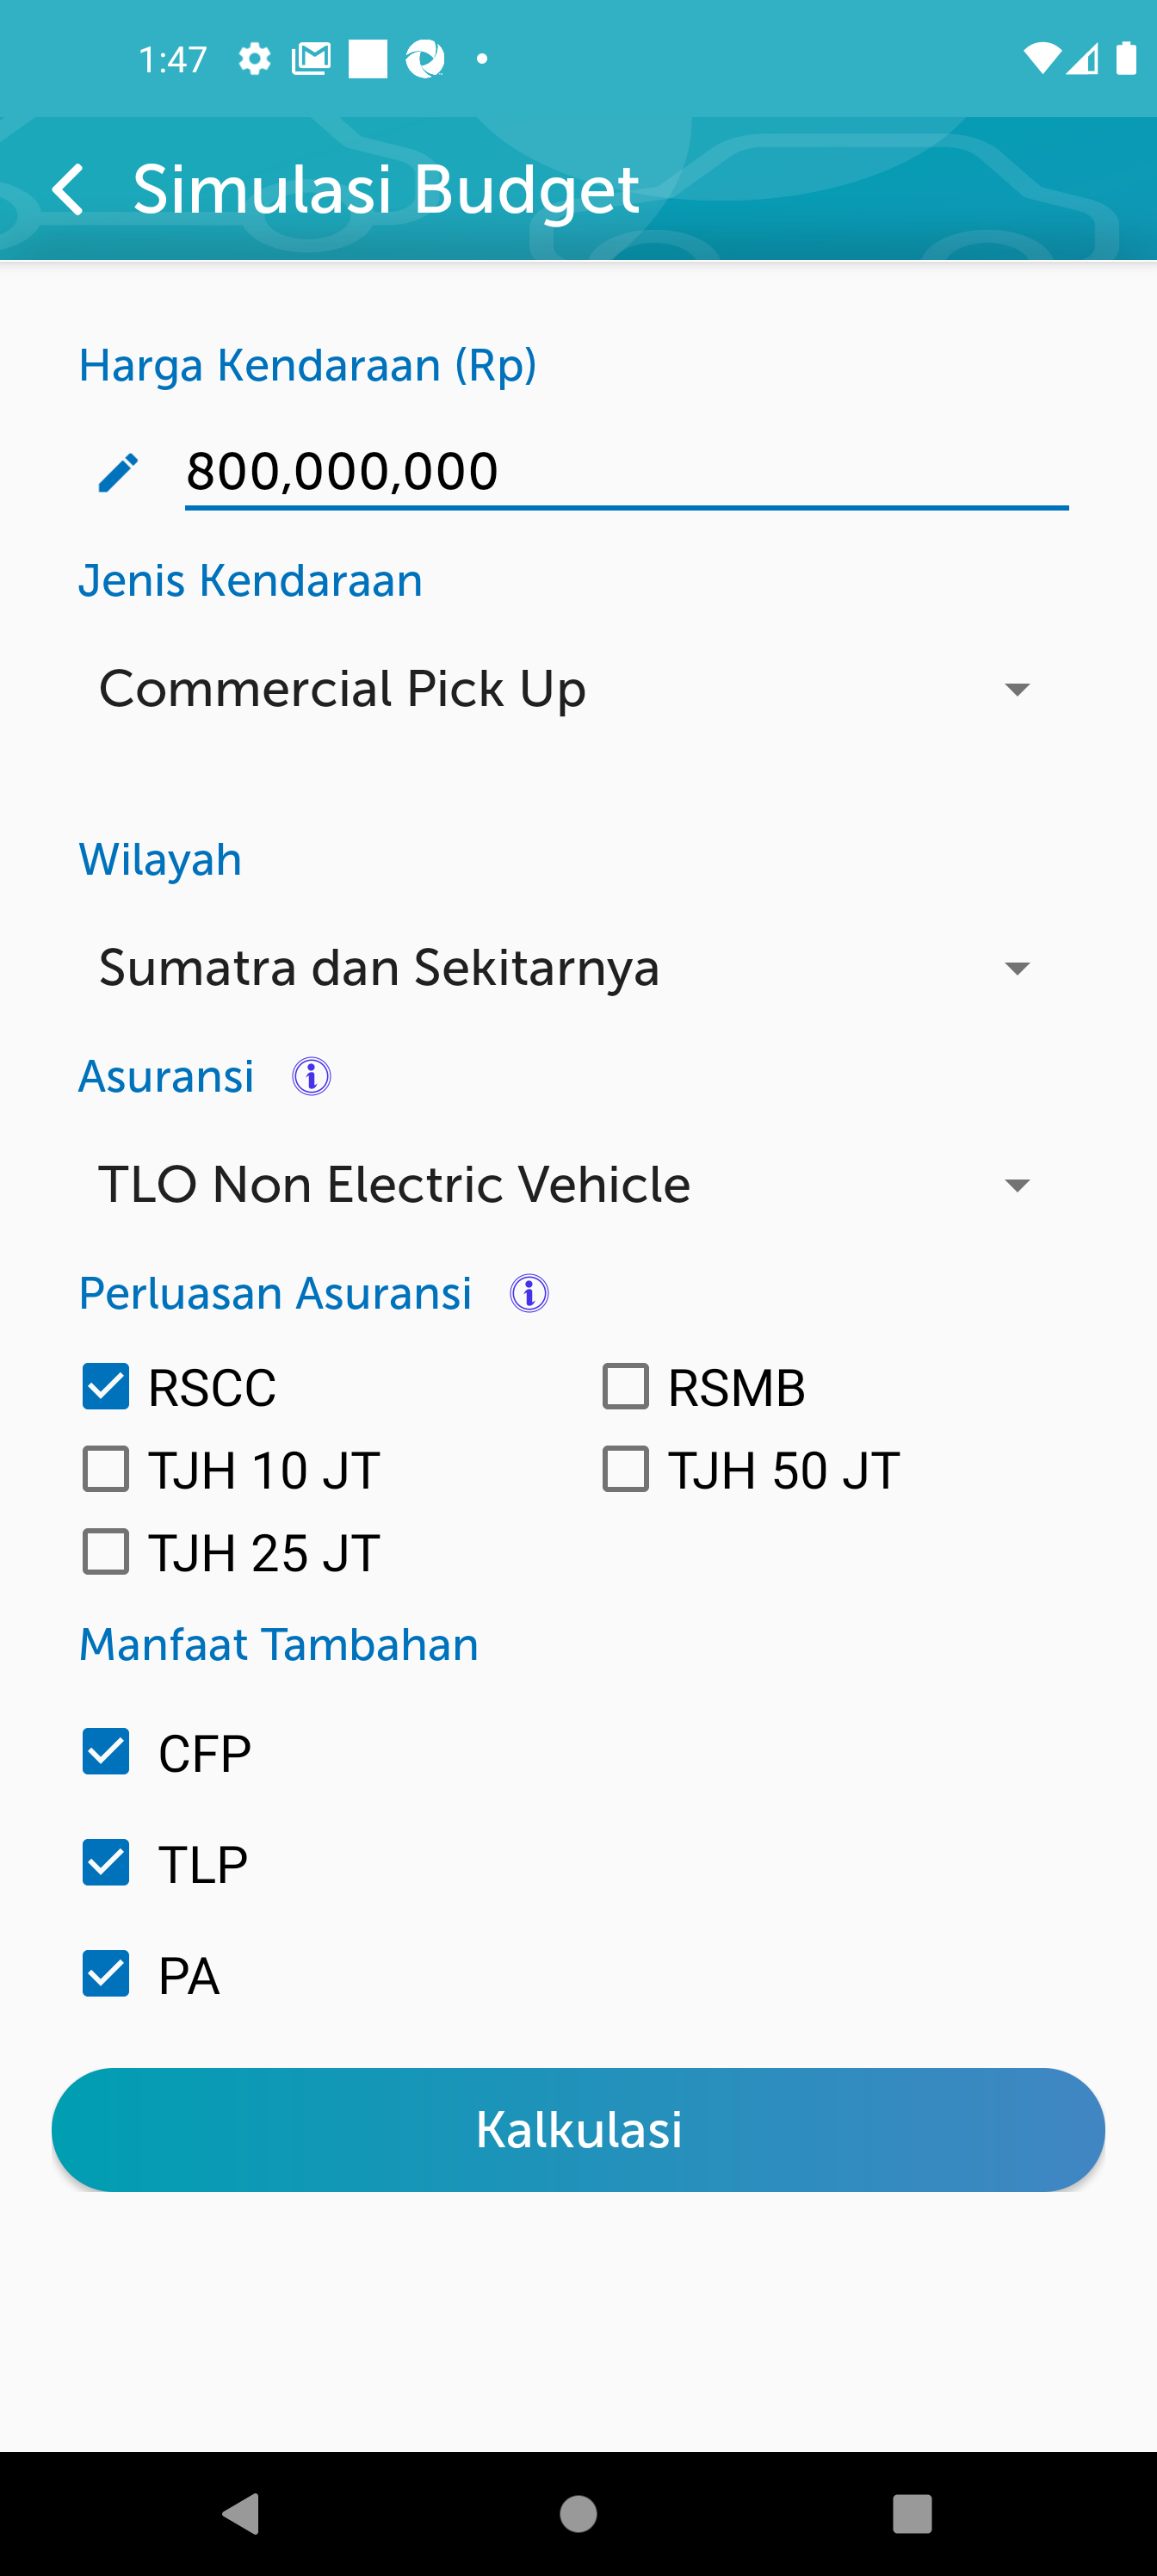 1:47
Simulasi Budget
Harga Kendaraan (Rp)
800,000,000
Jenis Kendaraan
Commercial Pick Up
Wilayah
Sumatra dan Sekitarnya
Asuransi
TLO Non Electric Vehicle
Perluasan Asuransi
RSCC RSMB
TJH 10 JT TJH 50 JT
TJH 25 JT
Manfaat Tambahan
CFP
TLP
PA
Kalkulasi